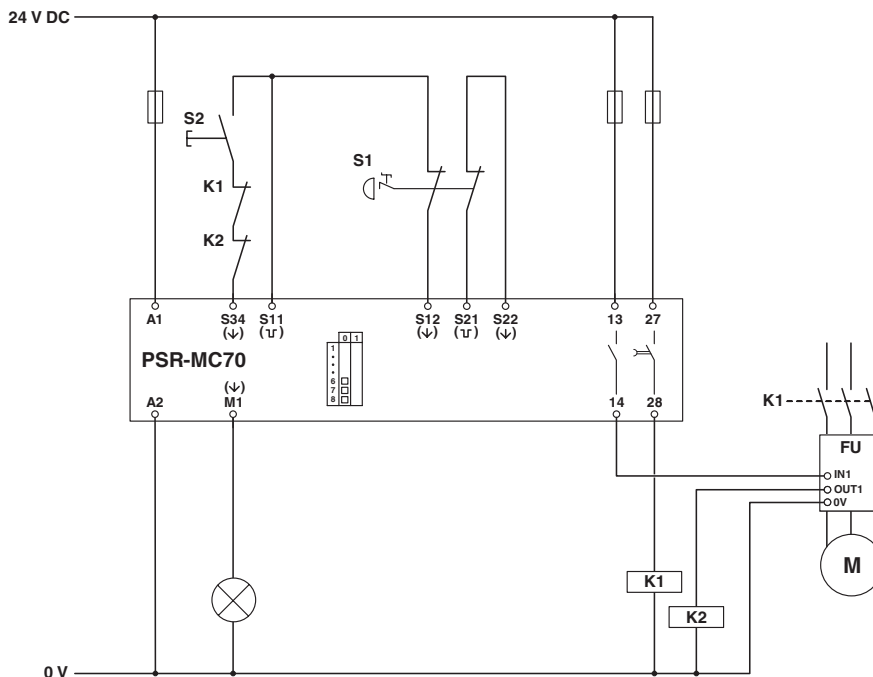 24 V DC
S2
S1
K1
K2
A1 S34 S11 S12 S21 S22 13 27
(↓) (⊓) (↓) (⊓) (↓)
0 1
1
•
•
•
•
6
7
8
PSR-MC70
(↓)
A2 M1 14 28
K1
FU
IN1
OUT1
0V
M
K1
K2
0 V